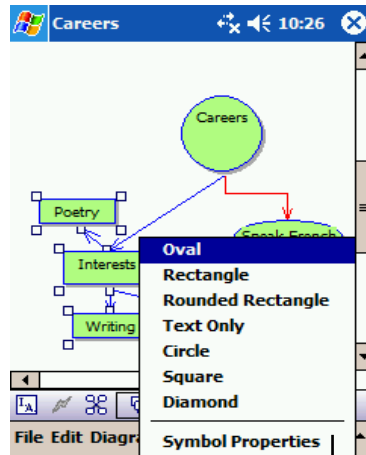 Careers 10:26
Careers
Poetry
Speak French
Interests
Writing
Oval
Rectangle
Rounded Rectangle
Text Only
Circle
Square
Diamond
File Edit Diagra
Symbol Properties